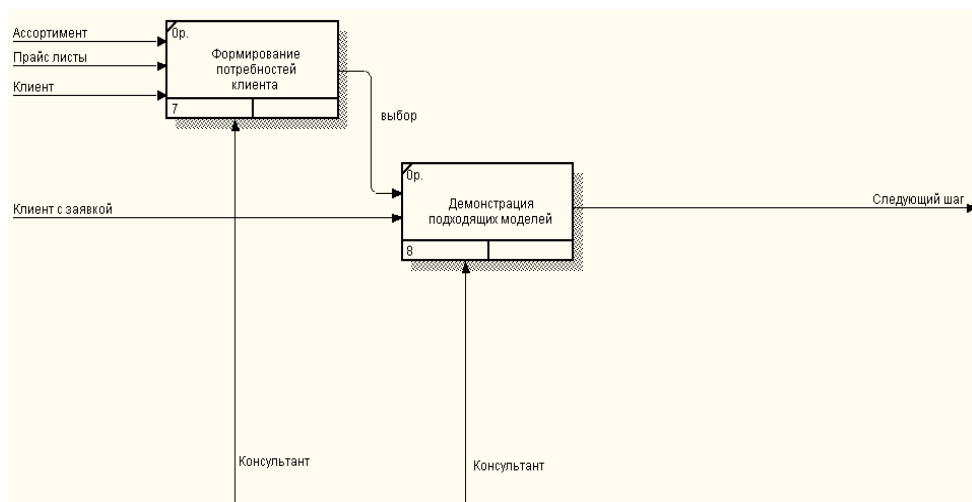 Ассортимент
Прайс листы
Клиент
0р.
Формирование
потребностей
клиента
7
выбор
Клиент с заявкой
0р.
Демонстрация
подходящих моделей
8
Следующий шаг
Консультант
Консультант